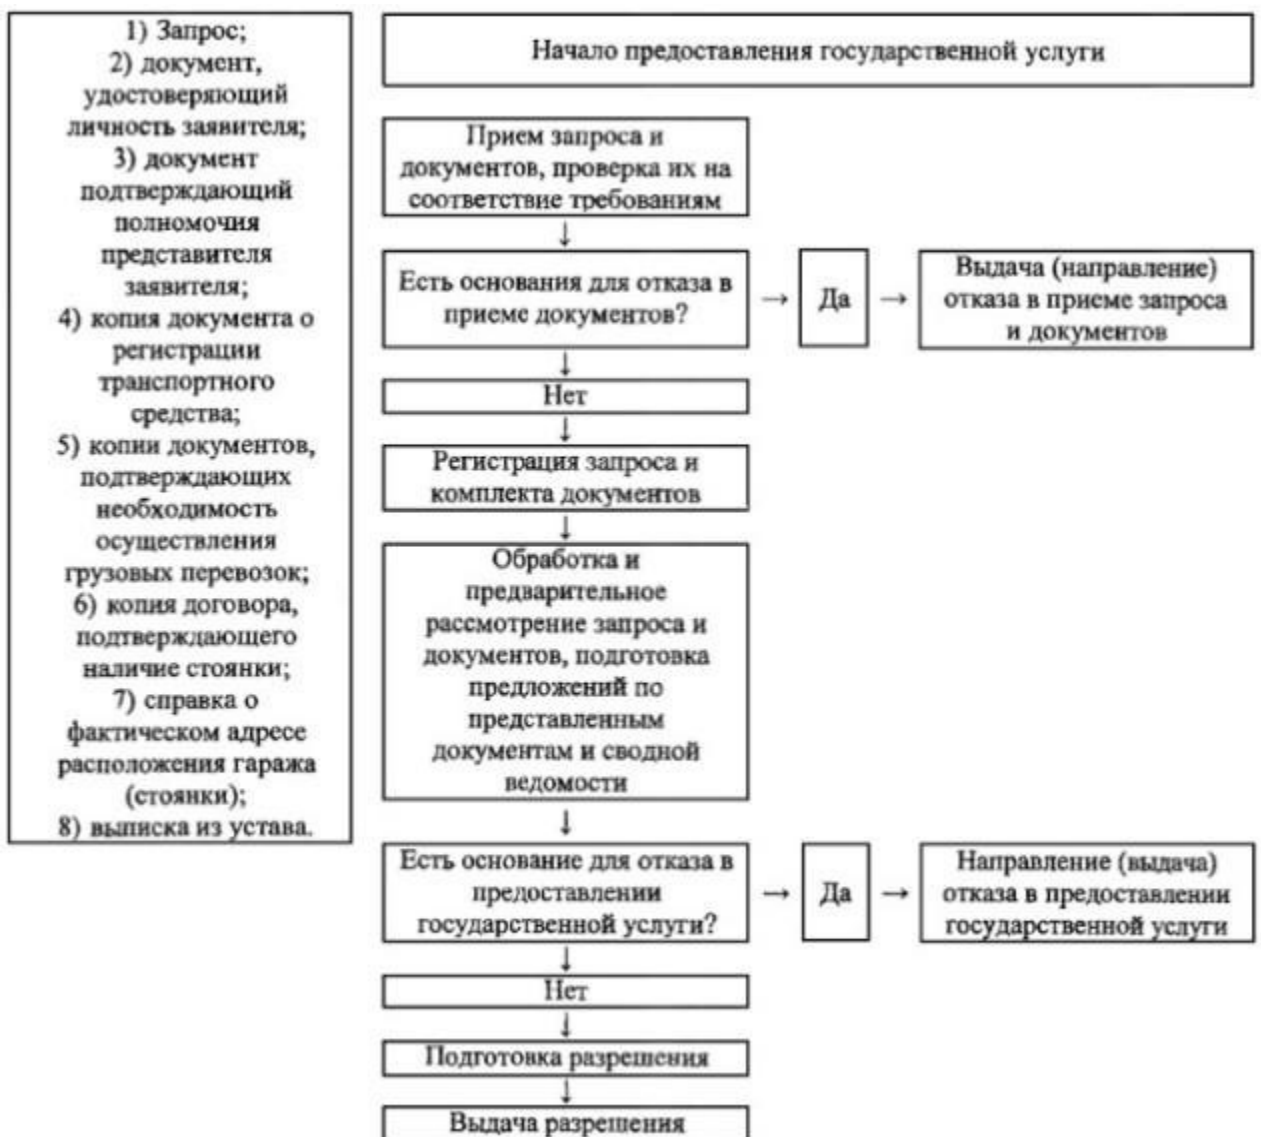 1) Запрос;
2) документ,
удостоверяющий
личность заявителя;
3) документ
подтверждающий
полномочия
представителя
заявителя;
4) копия документа о
регистрации
транспортного
средства;
5) копии документов,
подтверждающих
необходимость
осуществления
грузовых перевозок;
6) копия договора,
подтверждающего
наличие стоянки;
7) справка о
фактическом адресе
расположения гаража
(стоянки);
8) выписка из устава.
Начало предоставления государственной услуги
Прием запроса и
документов, проверка их на
соответствие требованиям
↓
Есть основания для отказа в
приеме документов?
→ Да →
Выдача (направление)
отказа в приеме запроса
и документов
↓
Нет
↓
Регистрация запроса и
комплекта документов
↓
Обработка и
предварительное
рассмотрение запроса и
документов, подготовка
предложений по
представленным
документам и сводной
ведомости
↓
Есть основание для отказа в
предоставлении
государственной услуги?
→ Да →
Направление (выдача)
отказа в предоставлении
государственной услуги
↓
Нет
↓
Подготовка разрешения
↓
Выдача разрешения